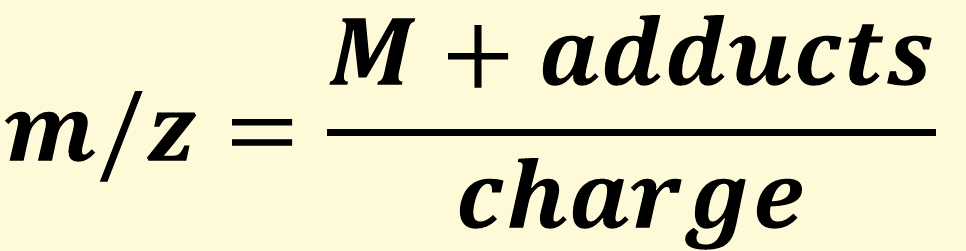 m/z = M + adducts / charge